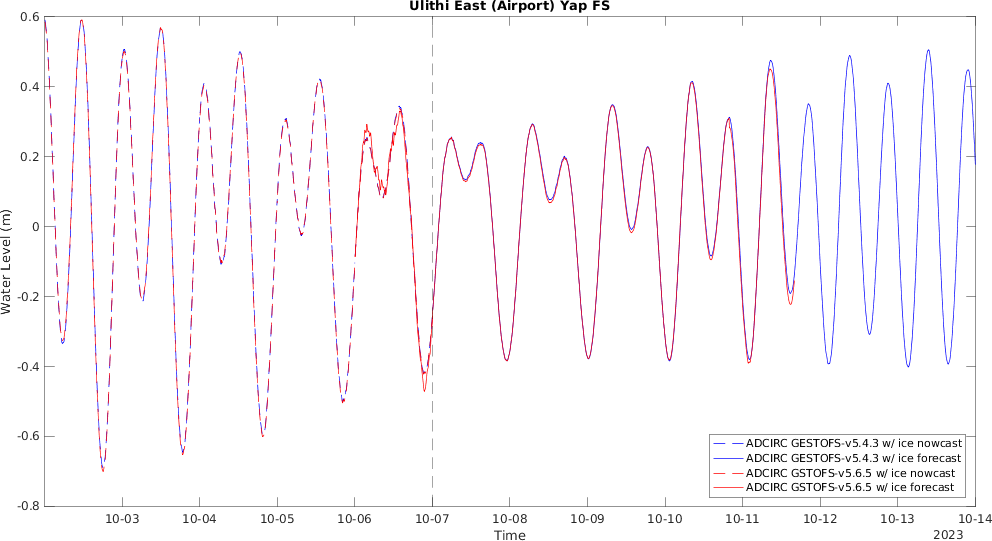 Ulithi East (Airport) Yap FS
Water Level (m)
0.6
0.4
0.2
0
-0.2
-0.4
-0.6
-0.8
ADCIRC GESTOFS-v5.4.3 w/ ice nowcast
ADCIRC GESTOFS-v5.4.3 w/ ice forecast
ADCIRC GSTOFS-v5.6.5 w/ ice nowcast
ADCIRC GSTOFS-v5.6.5 w/ ice forecast
10-03 10-04 10-05 10-06 10-07 10-08 10-09 10-10 10-11 10-12 10-13 10-14
Time
2023